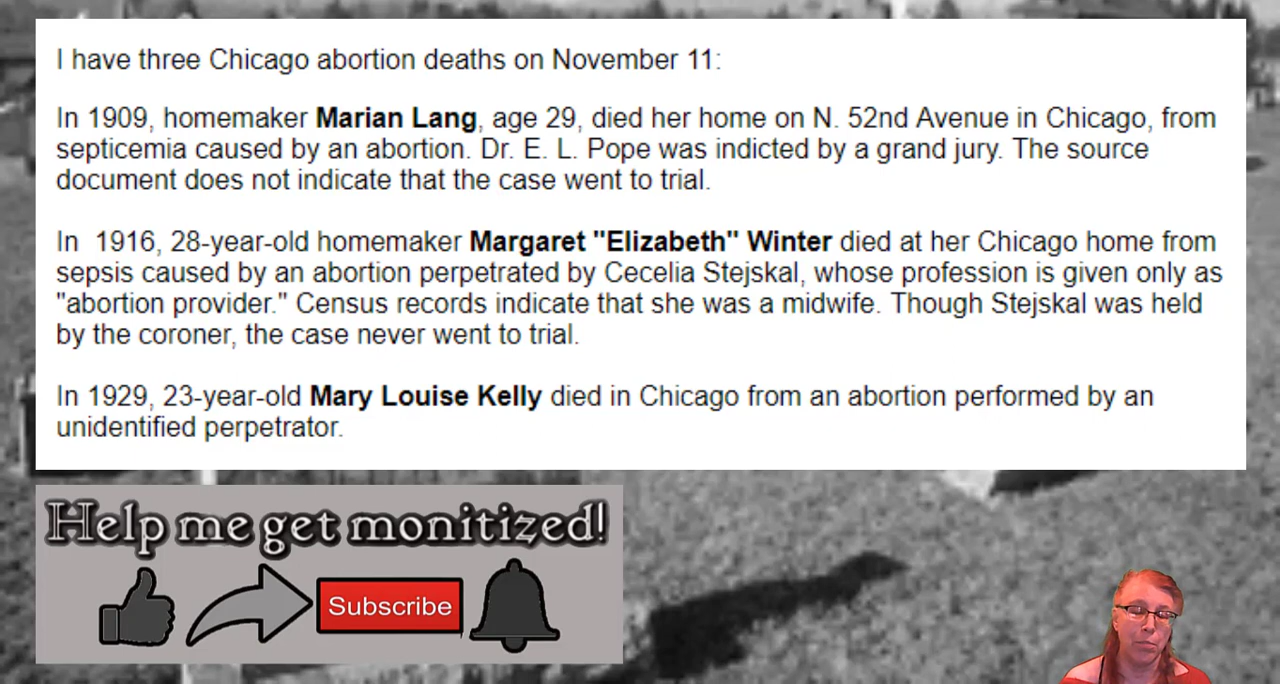 I have three Chicago abortion deaths on November 11:
In 1909, homemaker Marian Lang, age 29, died her home on N. 52nd Avenue in Chicago, from
septicemia caused by an abortion. Dr. E. L. Pope was indicted by a grand jury. The source
document does not indicate that the case went to trial.
In  1916, 28-year-old homemaker Margaret "Elizabeth" Winter died at her Chicago home from
sepsis caused by an abortion perpetrated by Cecelia Stejskal, whose profession is given only as
"abortion provider." Census records indicate that she was a midwife. Though Stejskal was held
by the coroner, the case never went to trial.
In 1929, 23-year-old Mary Louise Kelly died in Chicago from an abortion performed by an
unidentified perpetrator.
Help me get monitized!
Subscribe